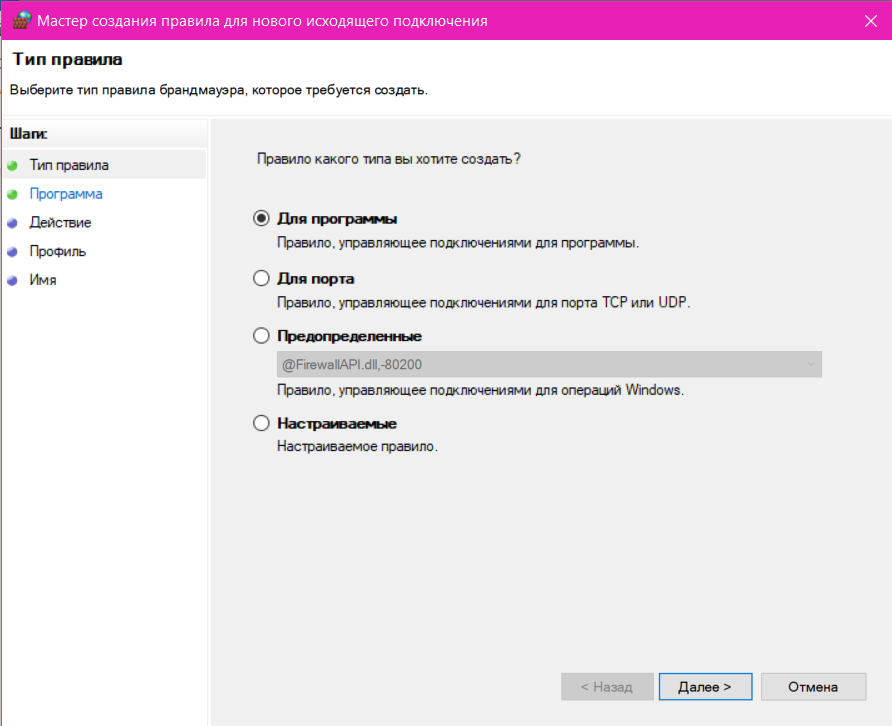 Мастер создания правила для нового исходящего подключения
Тип правила
Выберите тип правила брандмауэра, которое требуется создать.
Шаги:
Тип правила
Программа
Действие
Профиль
Имя
Правило какого типа вы хотите создать?
Для программы
Правило, управляющее подключениями для программы.
Для порта
Правило, управляющее подключениями для порта TCP или UDP.
Предопределенные
@FirewallAPI.dll,-80200
Правило, управляющее подключениями для операций Windows.
Настраиваемые
Настраиваемое правило.
< Назад
Далее >
Отмена